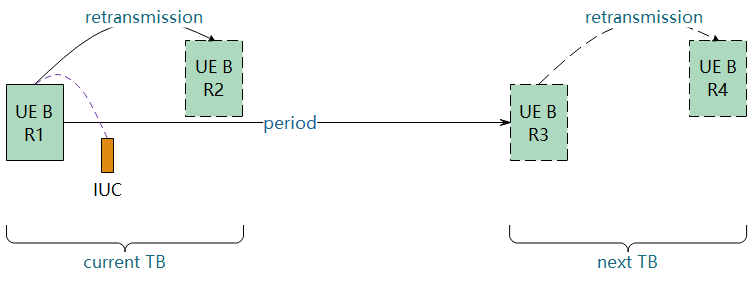 retransmission
retransmission
UE B
R2
UE B
R4
UE B
R1
period
UE B
R3
IUC
current TB
next TB